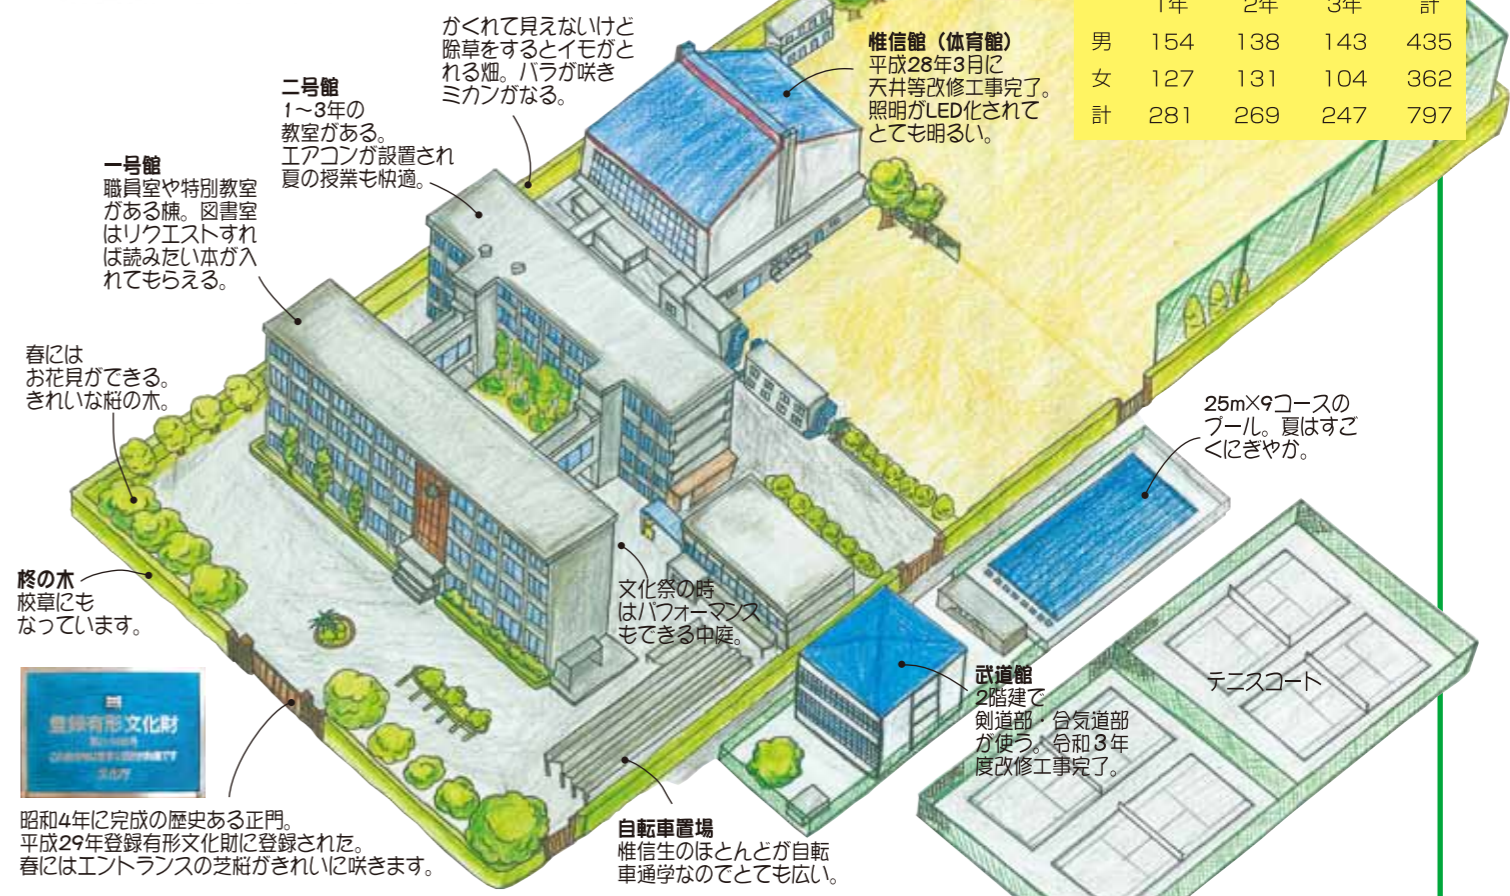 1年 2年 3年 計
男 154 138 143 435
女 127 131 104 362
計 281 269 247 797
かくれて見えないけど
除草をするとイモがと
れる畑。バラが咲き
ミカンがなる。
惟信館（体育館）
平成28年3月に
天井等改修工事完了。
照明がLED化されて
とても明るい。
二号館
1〜3年の
教室がある。
エアコンが設置され
夏の授業も快適。
一号館
職員室や特別教室
がある棟。図書室
はリクエストすれ
ば読みたい本が入
れてもらえる。
春には
お花見ができる。
きれいな桜の木。
25m×9コースの
プール。夏はすご
くにぎやか。
柊の木
校章にも
なっています。
文化祭の時
はパフォーマンス
もできる中庭。
武道館
2階建で
剣道部・合気道部
が使う。令和３年
度改修工事完了。
テニスコート
登録有形文化財
文化庁
昭和4年に完成の歴史ある正門。
平成29年登録有形文化財に登録された。
春にはエントランスの芝桜がきれいに咲きます。
自転車置場
惟信生のほとんどが自転
車通学なのでとても広い。